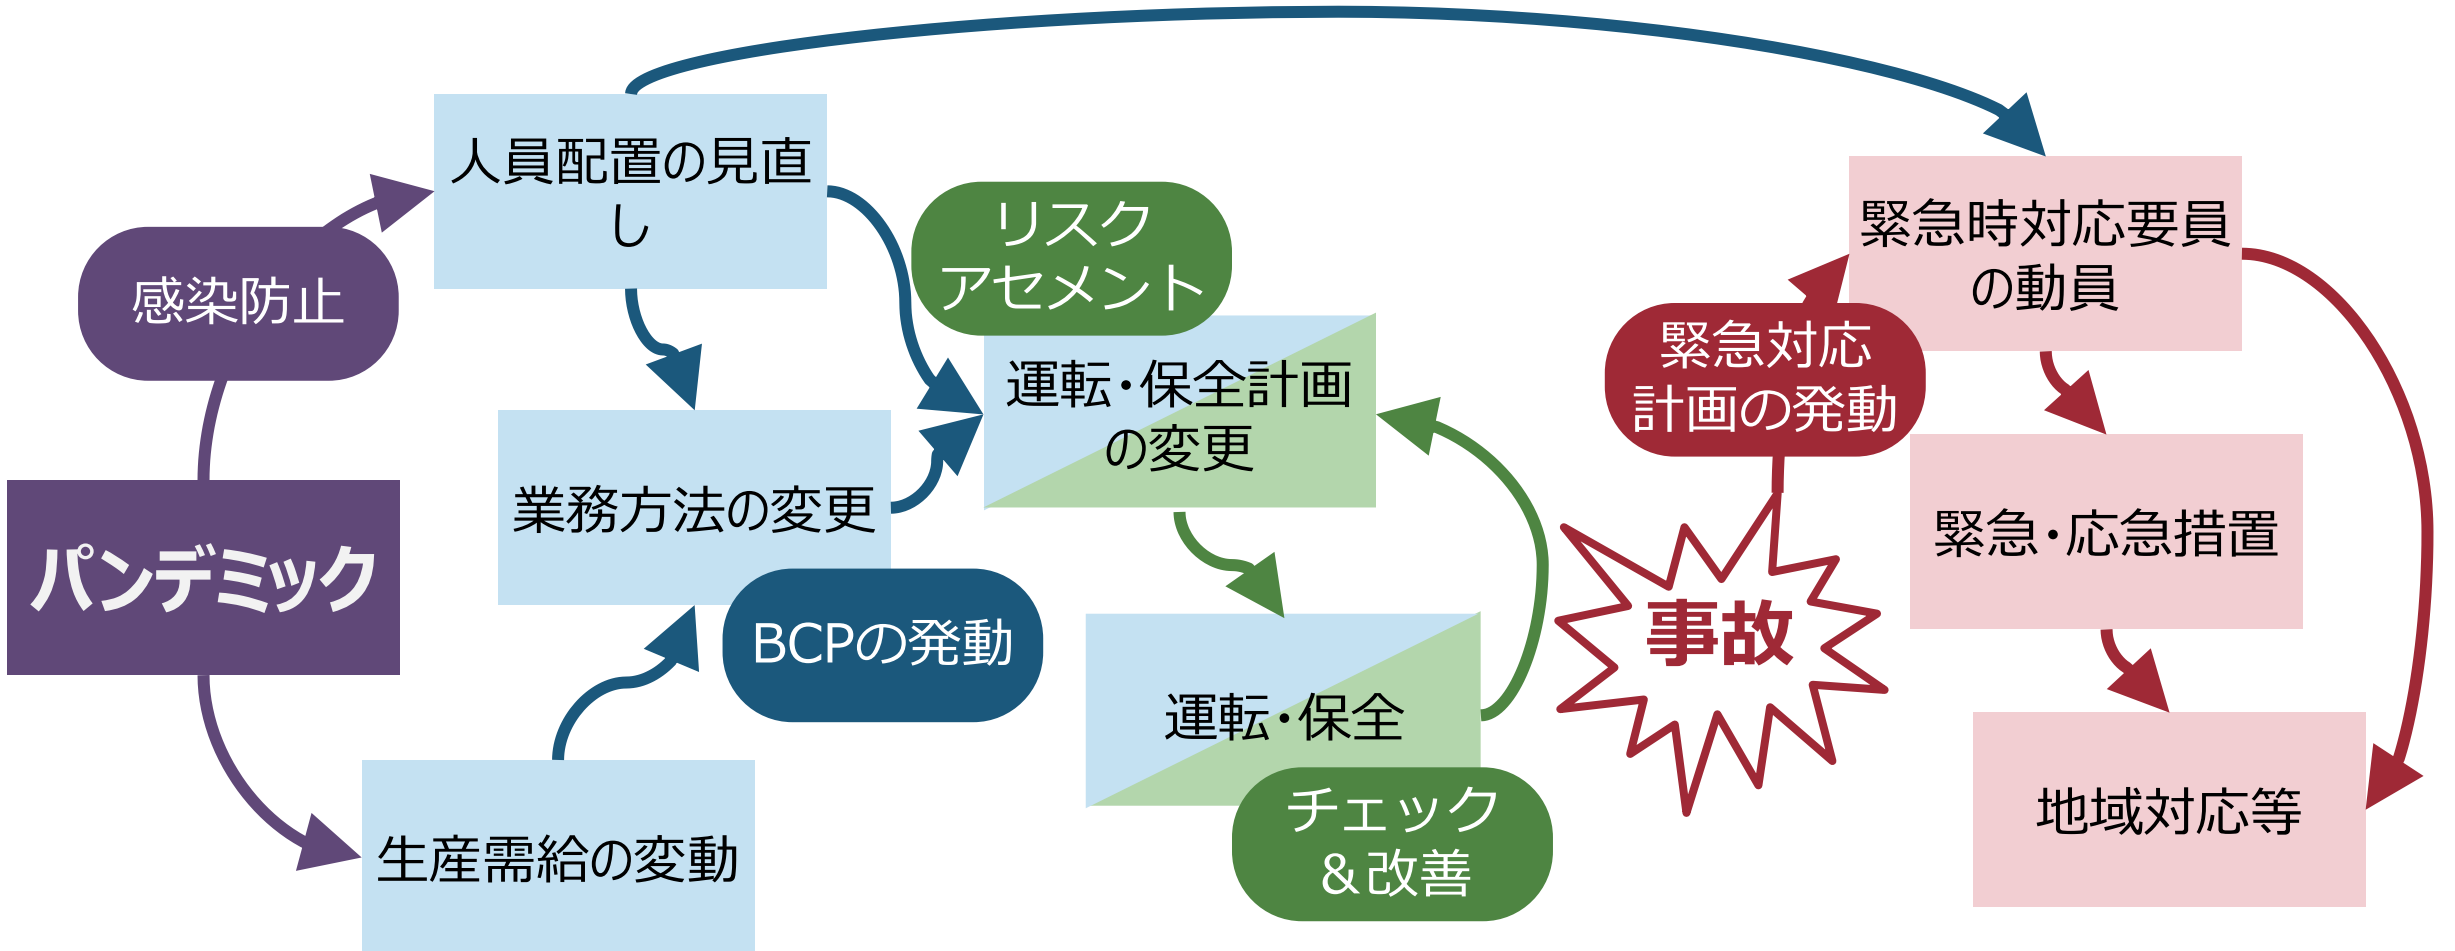 人員配置の見直
し
感染防止
パンデミック
生産需給の変動
業務方法の変更
BCPの発動
リスク
アセメント
運転・保全計画
の変更
運転・保全
チェック
&改善
事故
緊急対応
計画の発動
緊急時対応要員
の動員
緊急・応急措置
地域対応等